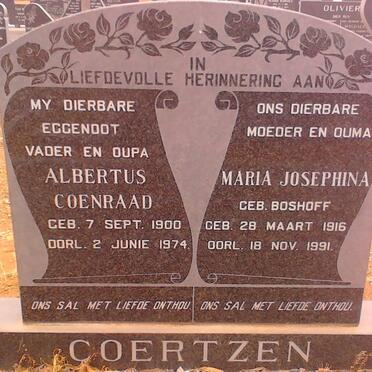 OLIVIER
IN
LIEFDEVOLLE HERINNERING AAN
MY DIERBARE
EGGENOOT
VADER EN OUPA
ALBERTUS
COENRAAD
GEB. 7 SEPT. 1900
OORL. 2 JUNIE 1974
ONS SAL MET LIEFDE ONTHOU
ONS DIERBARE
MOEDER EN OUMA
MARIA JOSEPHINA
GEB. BOSHOFF
GEB. 28 MAART 1916
OORL. 18 NOV. 1991.
ONS SAL MET LIEFDE ONTHOU.
COERTZEN